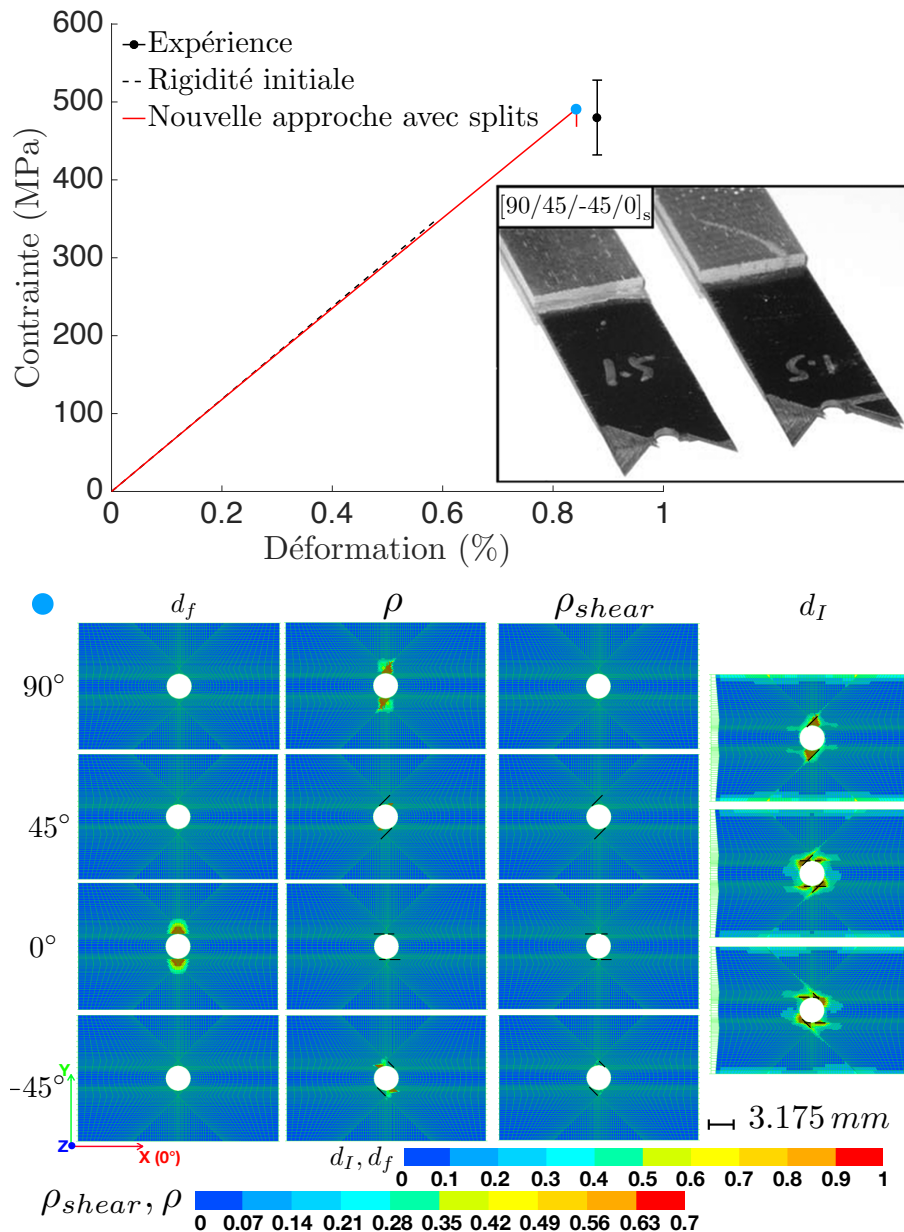 600
500
400
300
200
100
0
Contrainte (MPa)
Expérience
Rigidité initiale
Nouvelle approche avec splits
[90/45/-45/0]s
5-1
1-5
0 0.2 0.4 0.6 0.8 1
Déformation (%)
d_f ρ ρ_shear d_I
90°
45°
0°
-45°
Y
Z
X (0°)
3.175 mm
d_I, d_f
0 0.1 0.2 0.3 0.4 0.5 0.6 0.7 0.8 0.9 1
ρ_shear, ρ
0 0.07 0.14 0.21 0.28 0.35 0.42 0.49 0.56 0.63 0.7